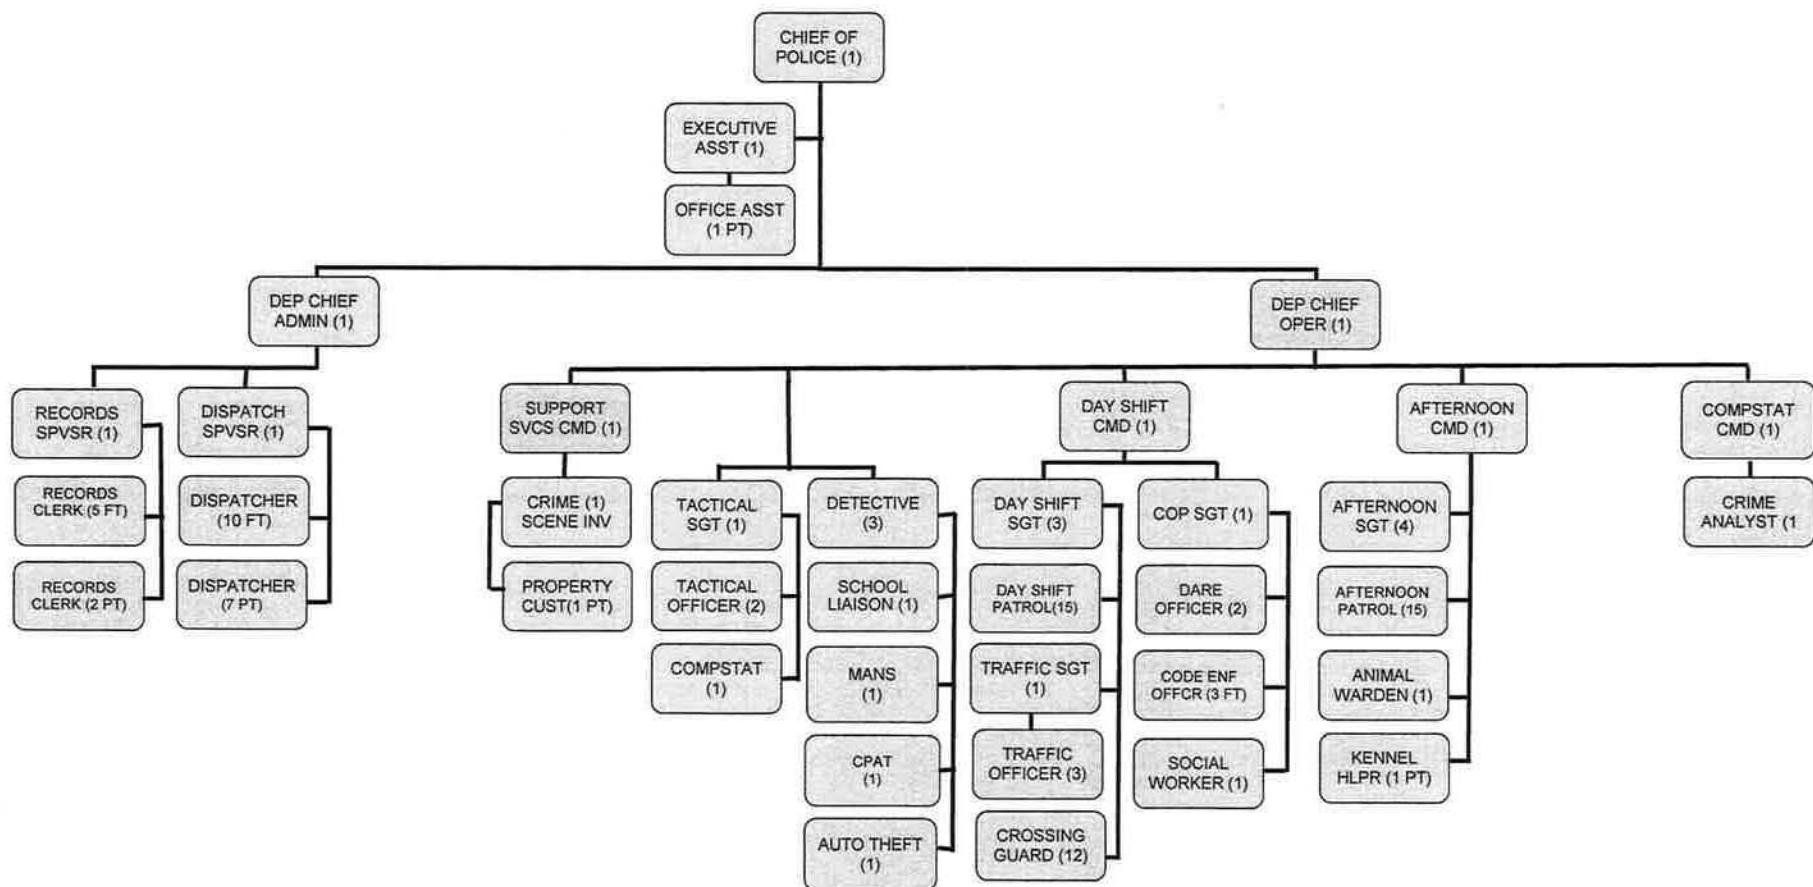 CHIEF OF
POLICE (1)
EXECUTIVE
ASST (1)
OFFICE ASST
(1 PT)
DEP CHIEF
ADMIN (1)
DEP CHIEF
OPER (1)
RECORDS
SPVSR (1)
RECORDS
CLERK (5 FT)
RECORDS
CLERK (2 PT)
DISPATCH
SPVSR (1)
DISPATCHER
(10 FT)
DISPATCHER
(7 PT)
SUPPORT
SVCS CMD (1)
CRIME (1)
SCENE INV
PROPERTY
CUST(1 PT)
TACTICAL
SGT (1)
TACTICAL
OFFICER (2)
COMPSTAT
(1)
DETECTIVE
(3)
SCHOOL
LIAISON (1)
MANS
(1)
CPAT
(1)
AUTO THEFT
(1)
DAY SHIFT
CMD (1)
DAY SHIFT
SGT (3)
DAY SHIFT
PATROL(15)
TRAFFIC SGT
(1)
TRAFFIC
OFFICER (3)
CROSSING
GUARD (12)
COP SGT (1)
DARE
OFFICER (2)
CODE ENF
OFFCR (3 FT)
SOCIAL
WORKER (1)
AFTERNOON
CMD (1)
AFTERNOON
SGT (4)
AFTERNOON
PATROL (15)
ANIMAL
WARDEN (1)
KENNEL
HLPR (1 PT)
COMPSTAT
CMD (1)
CRIME
ANALYST (1